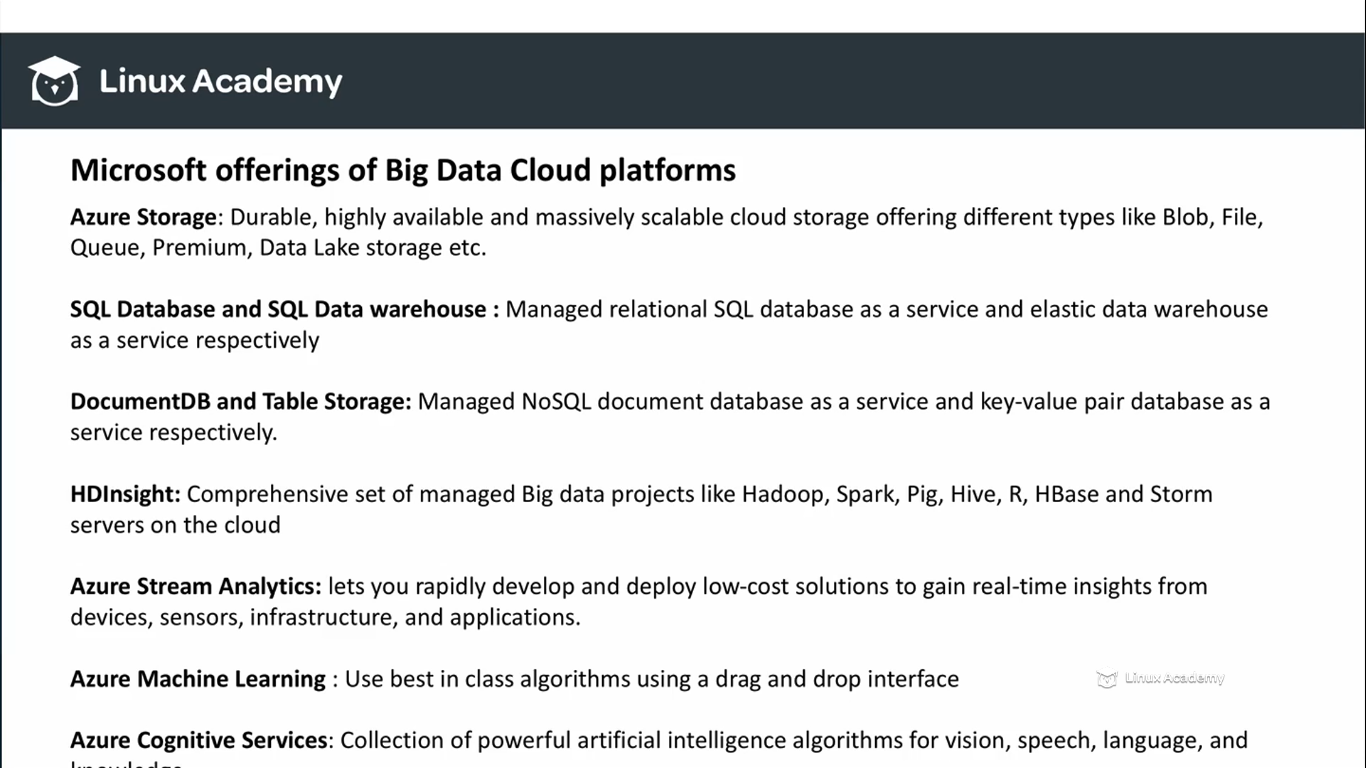 Linux Academy
Microsoft offerings of Big Data Cloud platforms
Azure Storage: Durable, highly available and massively scalable cloud storage offering different types like Blob, File,
Queue, Premium, Data Lake storage etc.
SQL Database and SQL Data warehouse : Managed relational SQL database as a service and elastic data warehouse
as a service respectively
DocumentDB and Table Storage: Managed NoSQL document database as a service and key-value pair database as a
service respectively.
HDInsight: Comprehensive set of managed Big data projects like Hadoop, Spark, Pig, Hive, R, HBase and Storm
servers on the cloud
Azure Stream Analytics: lets you rapidly develop and deploy low-cost solutions to gain real-time insights from
devices, sensors, infrastructure, and applications.
Azure Machine Learning : Use best in class algorithms using a drag and drop interface
Linux Academy
Azure Cognitive Services: Collection of powerful artificial intelligence algorithms for vision, speech, language, and